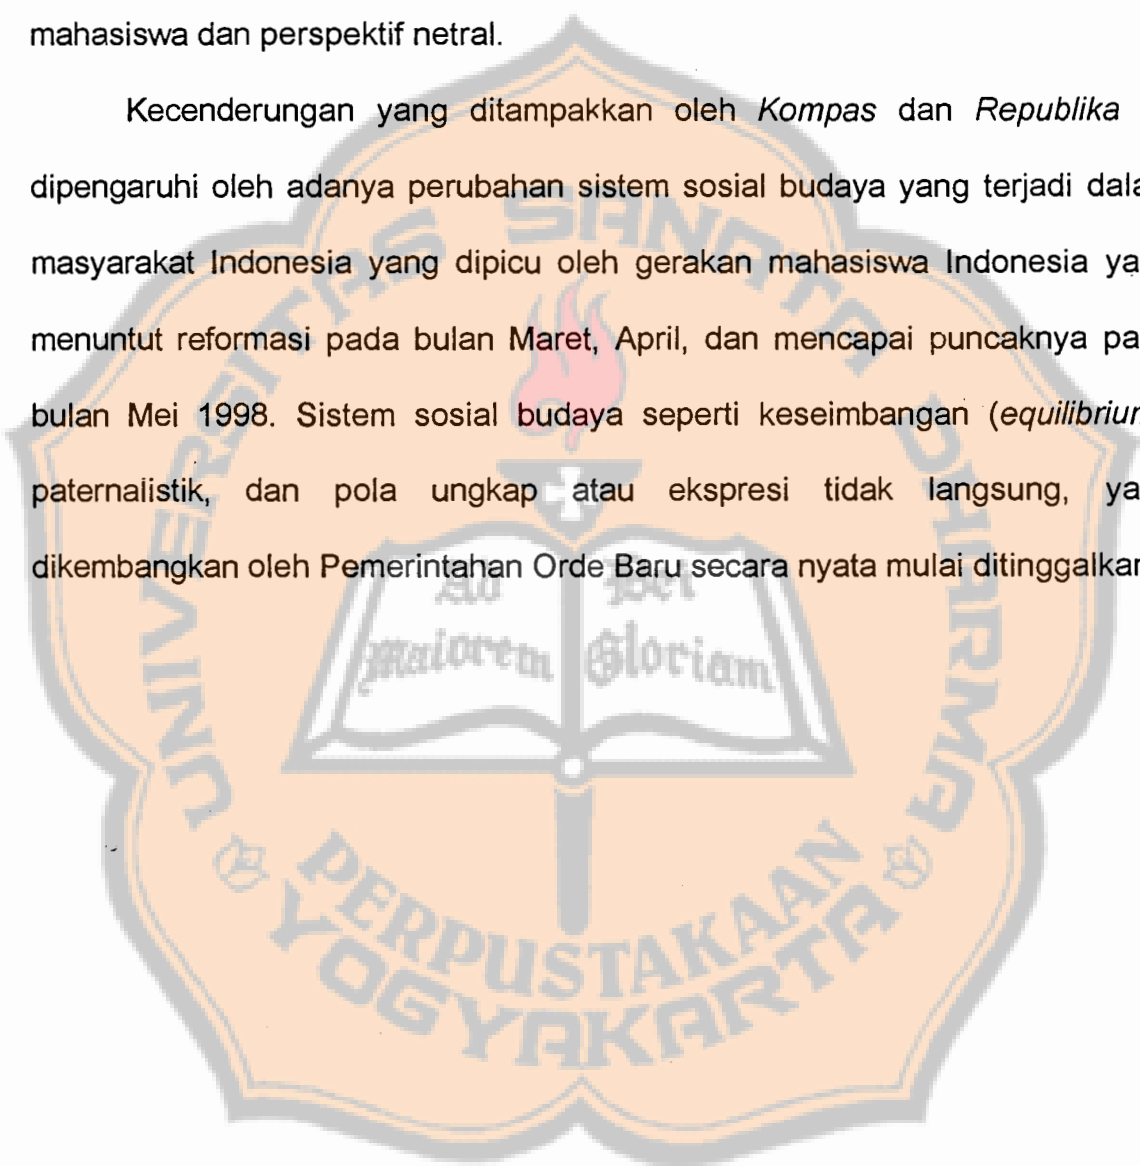 mahasiswa dan perspektif netral.
Kecenderungan yang ditampakkan oleh Kompas dan Republika
dipengaruhi oleh adanya perubahan sistem sosial budaya yang terjadi dala
masyarakat Indonesia yang dipicu oleh gerakan mahasiswa Indonesia ya
menuntut reformasi pada bulan Maret, April, dan mencapai puncaknya pa
bulan Mei 1998. Sistem sosial budaya seperti keseimbangan (equilibriun
paternalistik, dan pola ungkap atau ekspresi tidak langsung, ya
dikembangkan oleh Pemerintahan Orde Baru secara nyata mulai ditinggalkan
UNIVERSITAS SANATA DHARMA
Ad Dei
maiorem Gloriam
PERPUSTAKAAN
YOGYAKARTA